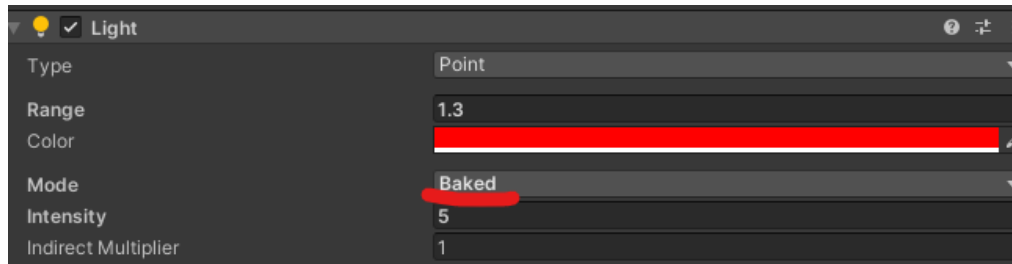 Light
Type Point
Range 1.3
Color
Mode Baked
Intensity 5
Indirect Multiplier 1